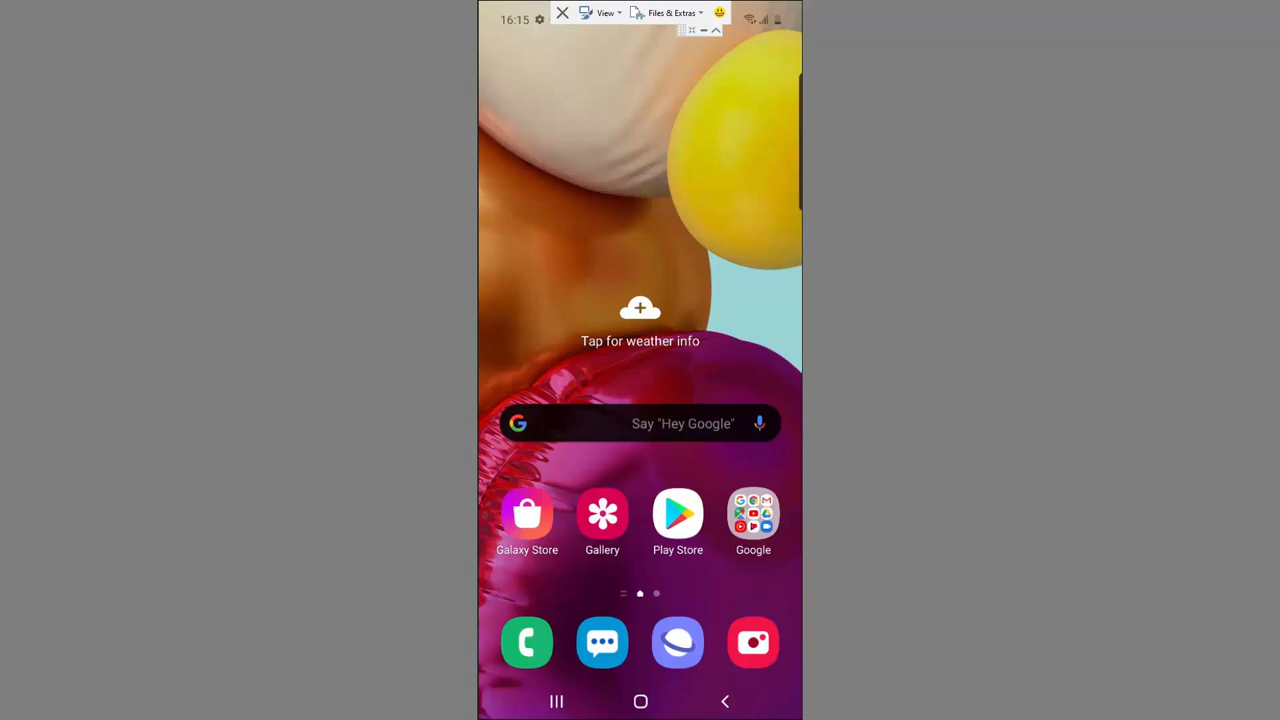 16:15
View
Files & Extras
Tap for weather info
Say "Hey Google"
Galaxy Store
Gallery
Play Store
Google